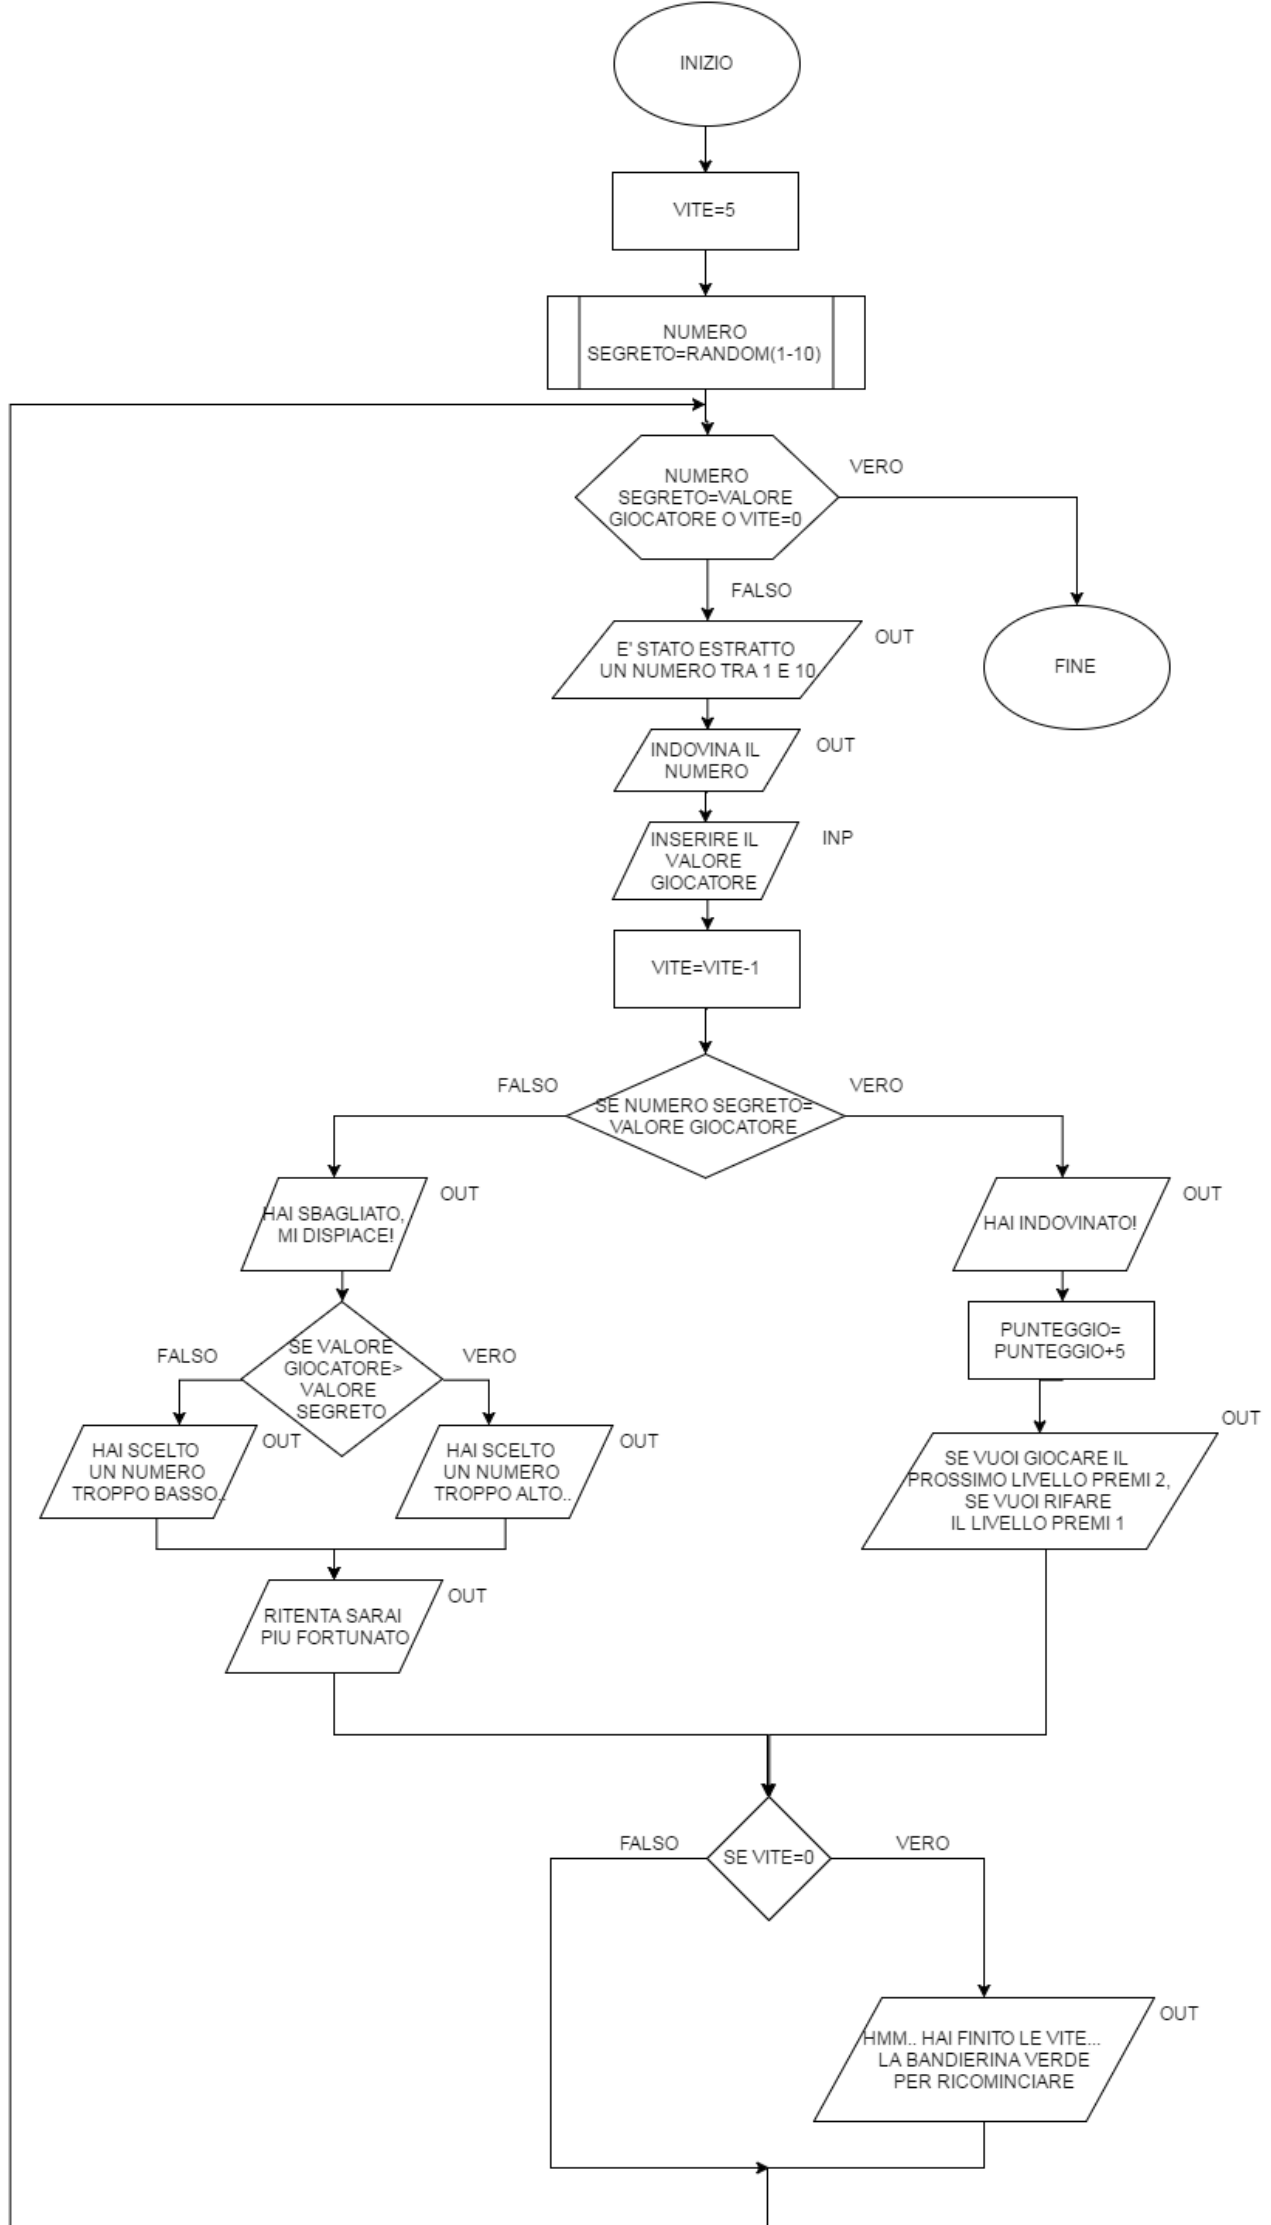 INIZIO
VITE=5
NUMERO
SEGRETO=RANDOM(1-10)
NUMERO
SEGRETO=VALORE
GIOCATORE O VITE=0
VERO
FALSO
E' STATO ESTRATTO
UN NUMERO TRA 1 E 10
OUT
FINE
INDOVINA IL
NUMERO
OUT
INSERIRE IL
VALORE
GIOCATORE
INP
VITE=VITE-1
FALSO
SE NUMERO SEGRETO=
VALORE GIOCATORE
VERO
HAI SBAGLIATO,
MI DISPIACE!
OUT
HAI INDOVINATO!
OUT
FALSO
SE VALORE
GIOCATORE>
VALORE
SEGRETO
VERO
PUNTEGGIO=
PUNTEGGIO+5
HAI SCELTO
UN NUMERO
TROPPO BASSO..
OUT
HAI SCELTO
UN NUMERO
TROPPO ALTO..
OUT
SE VUOI GIOCARE IL
PROSSIMO LIVELLO PREMI 2,
SE VUOI RIFARE
IL LIVELLO PREMI 1
OUT
RITENTA SARAI
PIU FORTUNATO
OUT
FALSO
SE VITE=0
VERO
HMM.. HAI FINITO LE VITE...
LA BANDIERINA VERDE
PER RICOMINCIARE
OUT